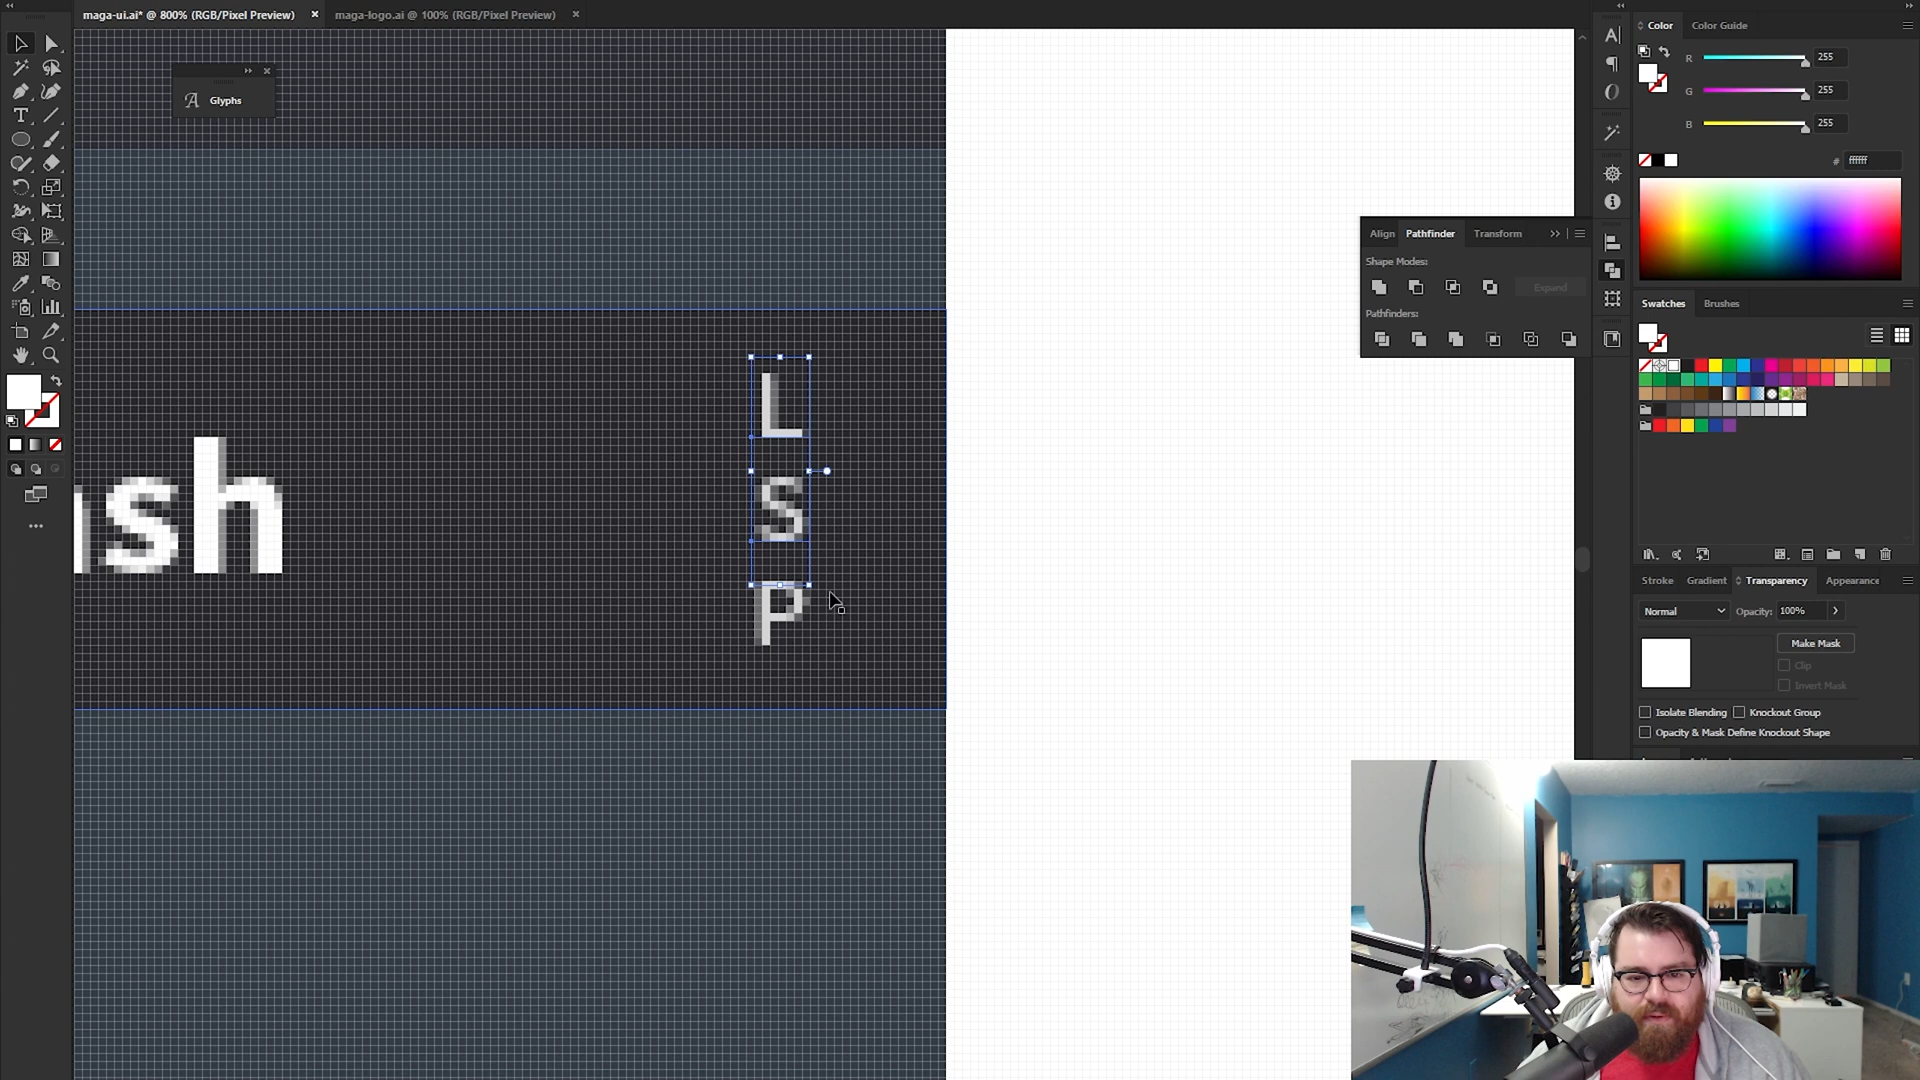 maga-ui.ai* @ 800% (RGB/Pixel Preview)
maga-logo.ai @ 100% (RGB/Pixel Preview)
Glyphs
sh
L
S
P
Align
Pathfinder
Transform
Shape Modes:
Expand
Pathfinders:
Color
Color Guide
R
255
G
255
B
255
#
ffffff
Swatches
Brushes
Stroke
Gradient
Transparency
Appearance
Normal
Opacity:
100%
Make Mask
Clip
Invert Mask
Isolate Blending
Knockout Group
Opacity & Mask Define Knockout Shape